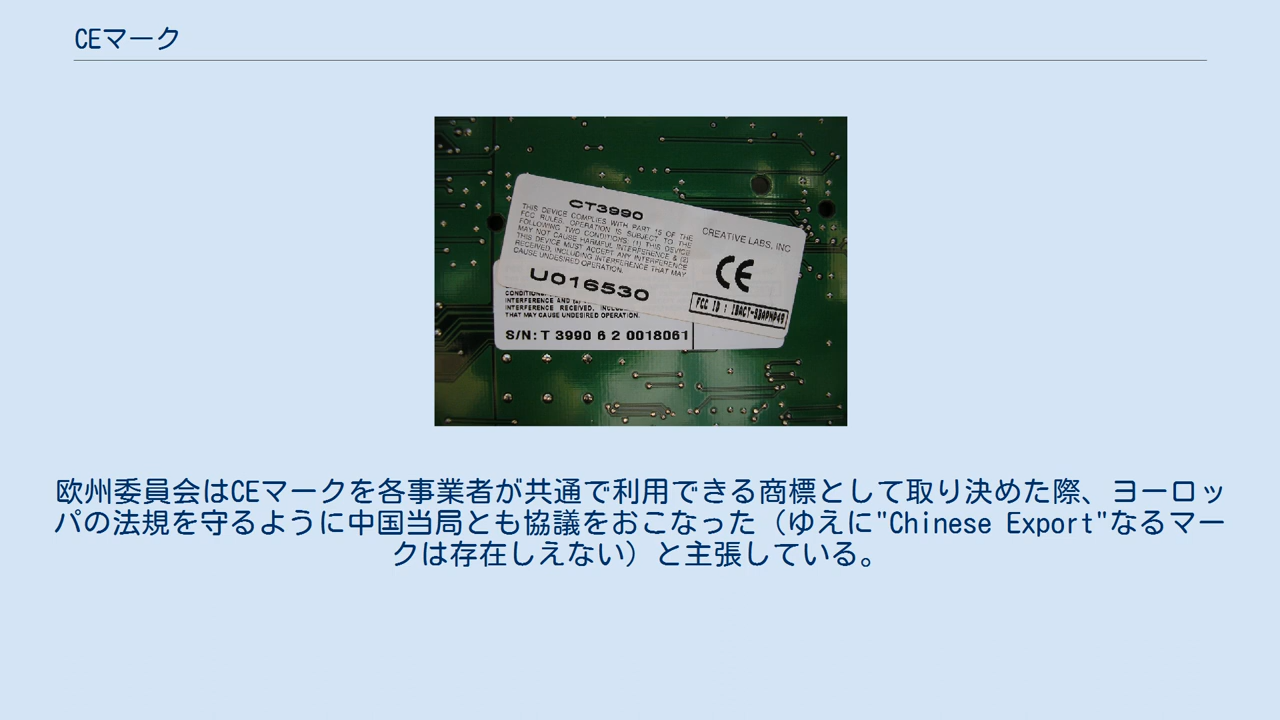 CEマーク
CT3990
THIS DEVICE COMPLIES WITH PART 15 OF THE
FCC RULES. OPERATION IS SUBJECT TO THE
FOLLOWING TWO CONDITIONS. (1) THIS DEVICE
MAY NOT CAUSE HARMFUL INTERFERENCE & (2)
THIS DEVICE MUST ACCEPT ANY INTERFERENCE
RECEIVED, INCLUDING INTERFERENCE THAT MAY
CAUSE UNDESIRED OPERATION.
U016530
CREATIVE LABS, INC
CE
FCC ID : IBACT-SBAPNP49
INTERFERENCE AND
INTERFERENCE RECEIVED,
THAT MAY CAUSE UNDESIRED OPERATION.
S/N: T 3990 6 2 0018061
欧州委員会はCEマークを各事業者が共通で利用できる商標として取り決めた際、ヨーロッ
パの法規を守るように中国当局とも協議をおこなった（ゆえに"Chinese Export"なるマー
クは存在しえない）と主張している。